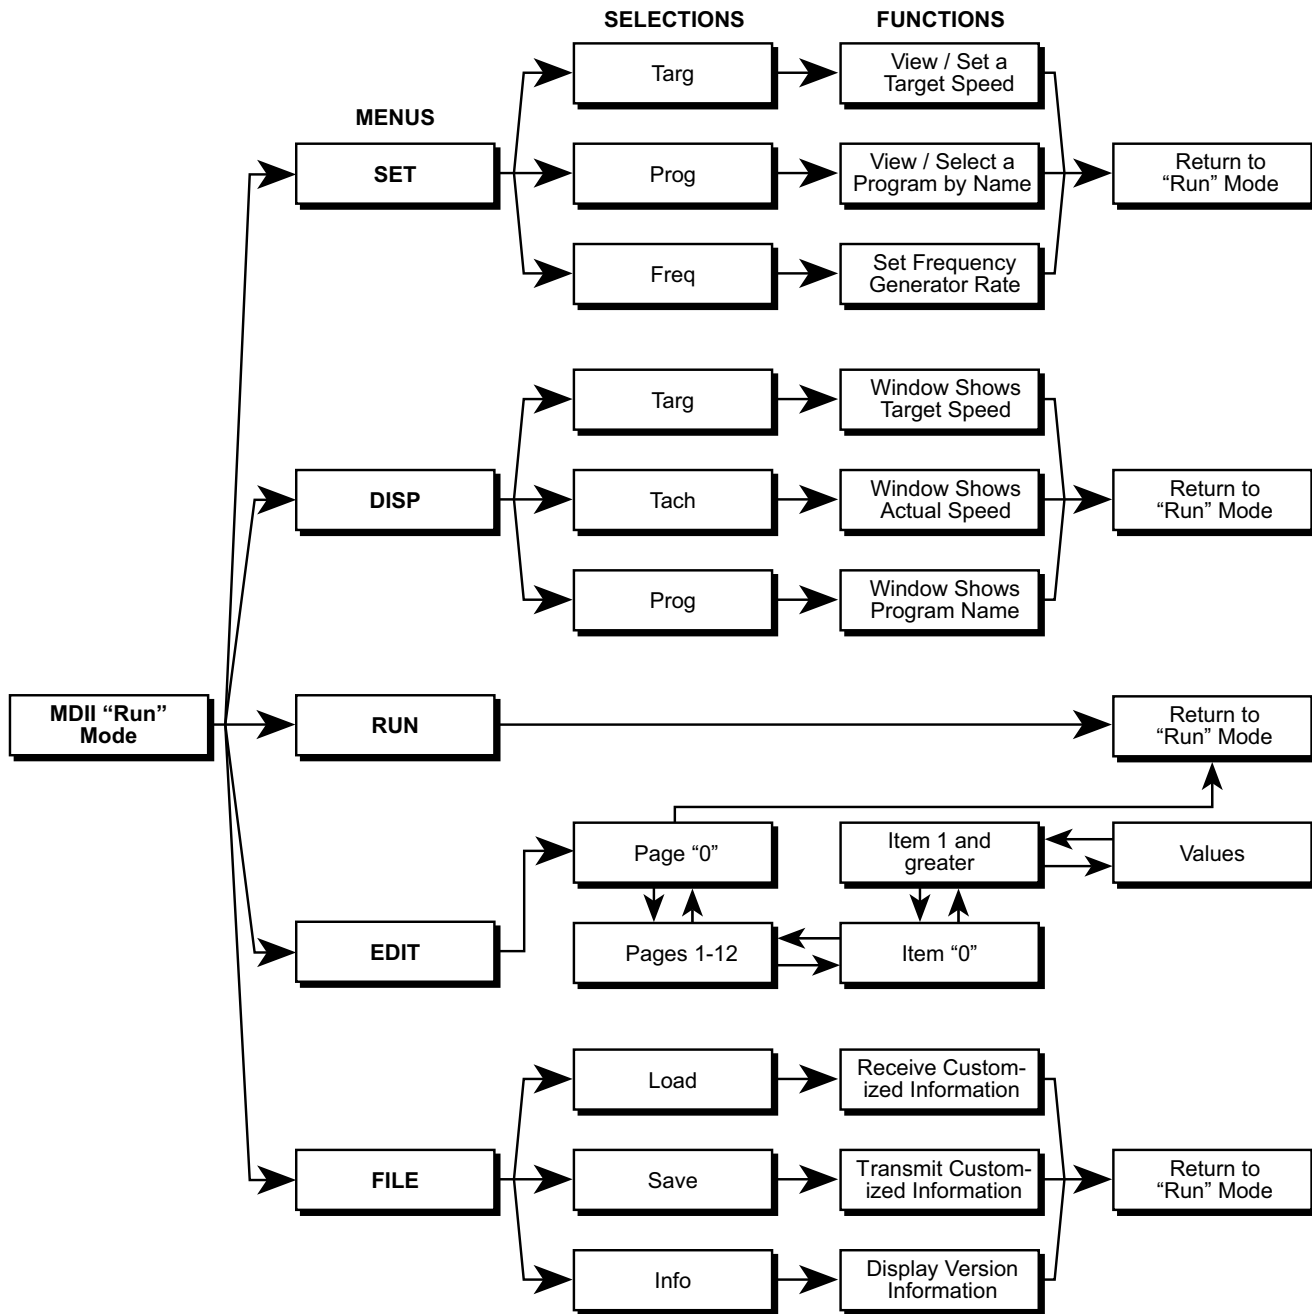 SELECTIONS
FUNCTIONS
MENUS
Targ
View / Set a
Target Speed
SET
Prog
View / Select a
Program by Name
Return to
“Run” Mode
Freq
Set Frequency
Generator Rate
Targ
Window Shows
Target Speed
DISP
Tach
Window Shows
Actual Speed
Return to
“Run” Mode
Prog
Window Shows
Program Name
MDII “Run”
Mode
RUN
Return to
“Run” Mode
Page “0”
Item 1 and
greater
Values
EDIT
Pages 1-12
Item “0”
Load
Receive Custom-
ized Information
FILE
Save
Transmit Custom-
ized Information
Return to
“Run” Mode
Info
Display Version
Information